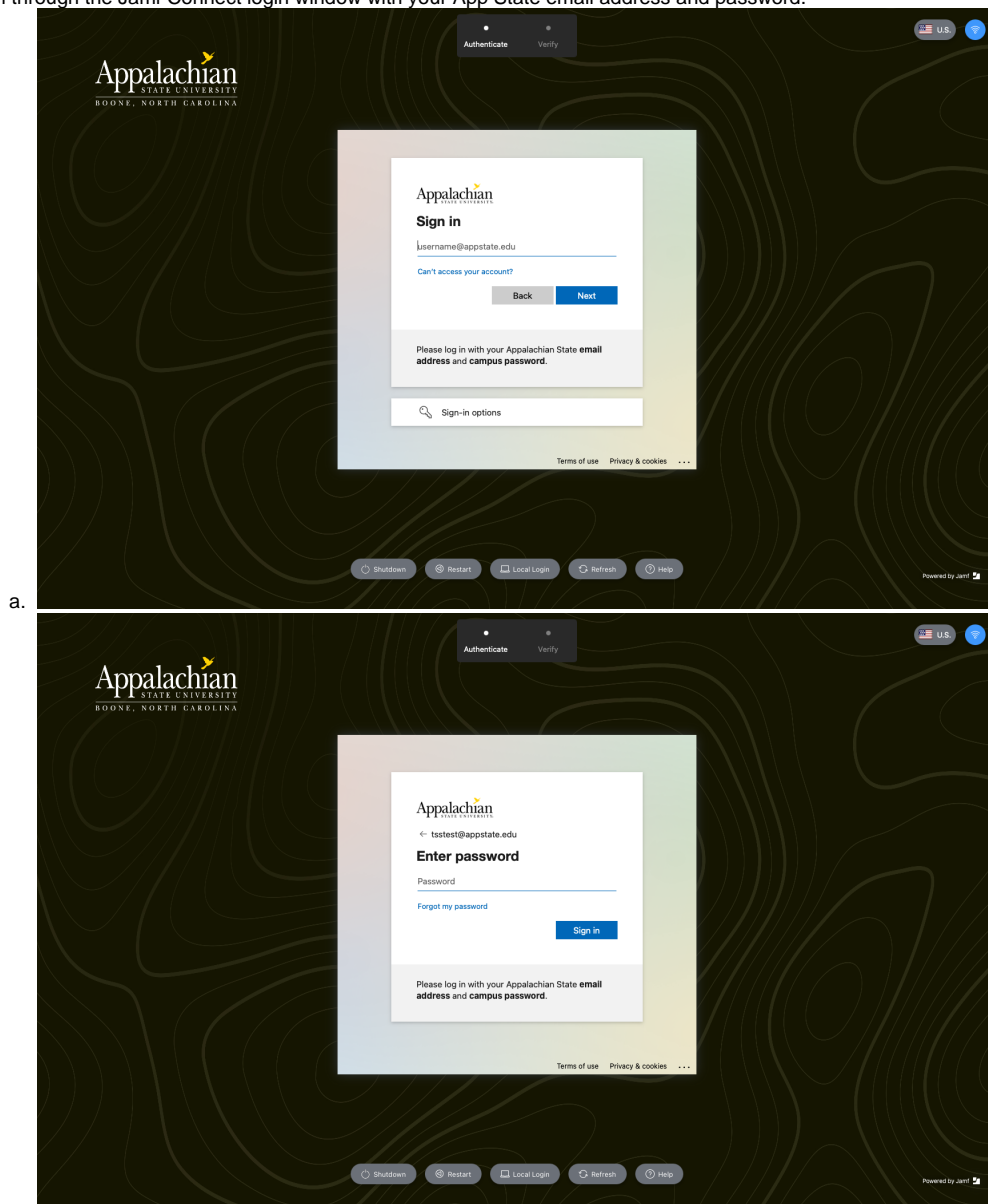 through the Jamf Connect login window with your App State email address and password.
Authenticate Verify
U.S.
Appalachian
STATE UNIVERSITY
BOONE, NORTH CAROLINA
Appalachian
STATE UNIVERSITY
Sign in
username@appstate.edu
Can't access your account?
Back Next
Please log in with your Appalachian State email
address and campus password.
Sign-in options
Terms of use Privacy & cookies ...
Shutdown Restart Local Login Refresh Help
Powered by Jamf
a.
Authenticate Verify
U.S.
Appalachian
STATE UNIVERSITY
BOONE, NORTH CAROLINA
Appalachian
STATE UNIVERSITY
← tsstest@appstate.edu
Enter password
Password
Forgot my password
Sign in
Please log in with your Appalachian State email
address and campus password.
Terms of use Privacy & cookies ...
Shutdown Restart Local Login Refresh Help
Powered by Jamf